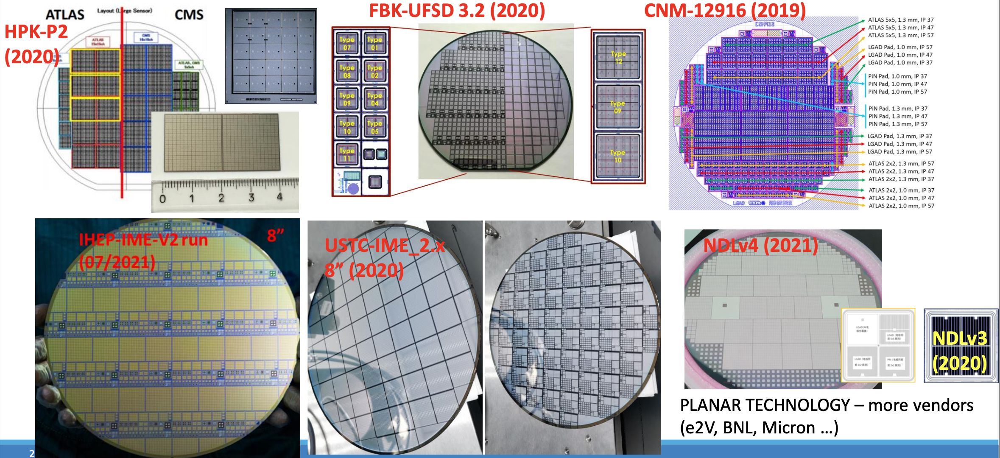 ATLAS
Layout (Large Sensor)
CMS
HPK-P2
(2020)
ATLAS
15x15ch
CMS
16x16ch
ATLAS, CMS
5x5ch
0 1 2 3 4
FBK-UFSD 3.2 (2020)
Type
07
Type
01
Type
08
Type
02
Type
09
Type
04
Type
10
Type
05
Type
11
Type
12
Type
09
Type
10
CNM-12916 (2019)
ATLAS 5x5, 1.3 mm, IP 37
ATLAS 5x5, 1.3 mm, IP 47
ATLAS 5x5, 1.3 mm, IP 57
LGAD Pad, 1.0 mm, IP 57
LGAD Pad, 1.0 mm, IP 47
LGAD Pad, 1.0 mm, IP 37
PiN Pad, 1.0 mm, IP 37
PiN Pad, 1.0 mm, IP 47
PiN Pad, 1.0 mm, IP 57
PiN Pad, 1.3 mm, IP 37
PiN Pad, 1.3 mm, IP 47
PiN Pad, 1.3 mm, IP 57
LGAD Pad, 1.3 mm, IP 37
LGAD Pad, 1.3 mm, IP 47
LGAD Pad, 1.3 mm, IP 57
ATLAS 2x2, 1.3 mm, IP 57
ATLAS 2x2, 1.3 mm, IP 47
ATLAS 2x2, 1.3 mm, IP 37
ATLAS 2x2, 1.0 mm, IP 37
ATLAS 2x2, 1.0 mm, IP 47
ATLAS 2x2, 1.0 mm, IP 57
LGAD cnm
IHEP-IME-V2 run
(07/2021)
8”
USTC-IME_2.x
8” (2020)
NDLv4 (2021)
NDLv3
(2020)
PLANAR TECHNOLOGY – more vendors
(e2V, BNL, Micron …)
2